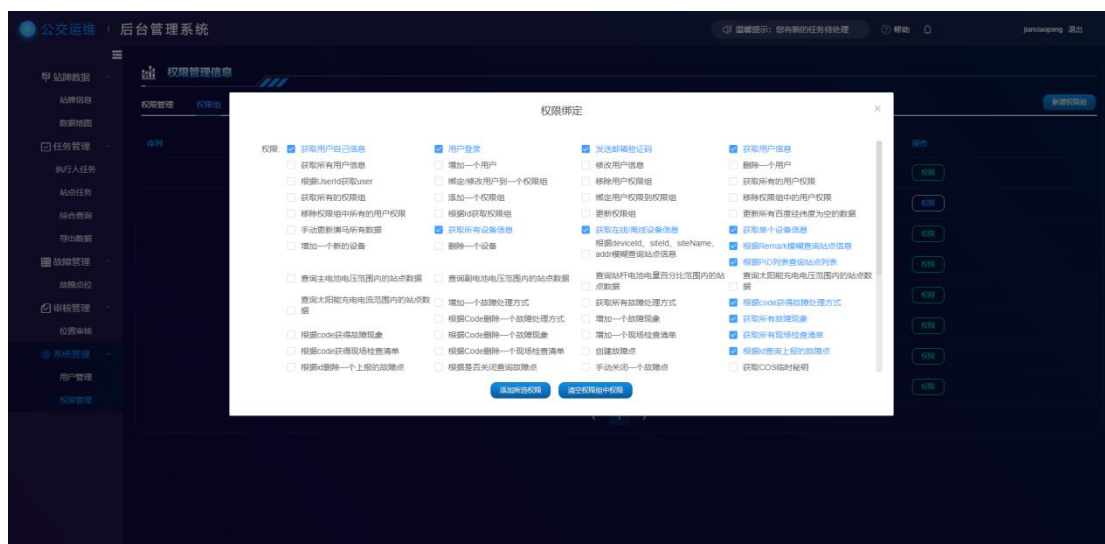 公交运维 | 后台管理系统
温馨提示：您有新的任务待处理
帮助
jianxiaopeng 退出
站牌数据
站牌信息
数据地图
任务管理
执行人任务
站点任务
综合查询
导出数据
故障管理
故障点位
审核管理
位置审核
系统管理
用户管理
权限管理
权限管理信息
权限管理 权限组
新增权限组
序列
操作
权限
权限
权限
权限
权限
权限
权限
权限
权限绑定
×
权限: 获取用户自己信息 用户登录 发送邮箱验证码 获取用户信息
获取所有用户信息 增加一个用户 修改用户信息 删除一个用户
根据UserId获取user 绑定/修改用户到一个权限组 移除用户权限组 获取所有的用户权限
获取所有的权限组 添加一个权限组 绑定用户权限到权限组 移除权限组中的用户权限
移除权限组中所有的用户权限 根据Id获取权限组 更新权限组 更新所有百度经纬度为空的数据
手动更新演马所有数据 获取所有设备信息 获取在线/离线设备信息 获取单个设备信息
增加一个新的设备 删除一个设备 根据deviceId、siteId、siteName、
addr模糊查询站点信息
根据Remark模糊查询站点信息
根据PID列表查询站点列表
查询主电池电压范围内的站点数据 查询副电池电压范围内的站点数据 查询站杆电池电量百分比范围内的站
点数据
查询太阳能充电电压范围内的站点数
据
查询太阳能充电电流范围内的站点数
据
增加一个故障处理方式 获取所有故障处理方式 根据code获得故障处理方式
根据Code删除一个故障处理方式 增加一个故障现象 获取所有故障现象
根据code获得故障现象 根据Code删除一个故障现象 增加一个现场检查清单 获取所有现场检查清单
根据code获得现场检查清单 根据Code删除一个现场检查清单 创建故障点 根据id查询上报的故障点
根据id删除一个上报的故障点 根据是否关闭查询故障点 手动关闭一个故障点 获取COS临时秘钥
添加所选权限 清空权限组中权限
1